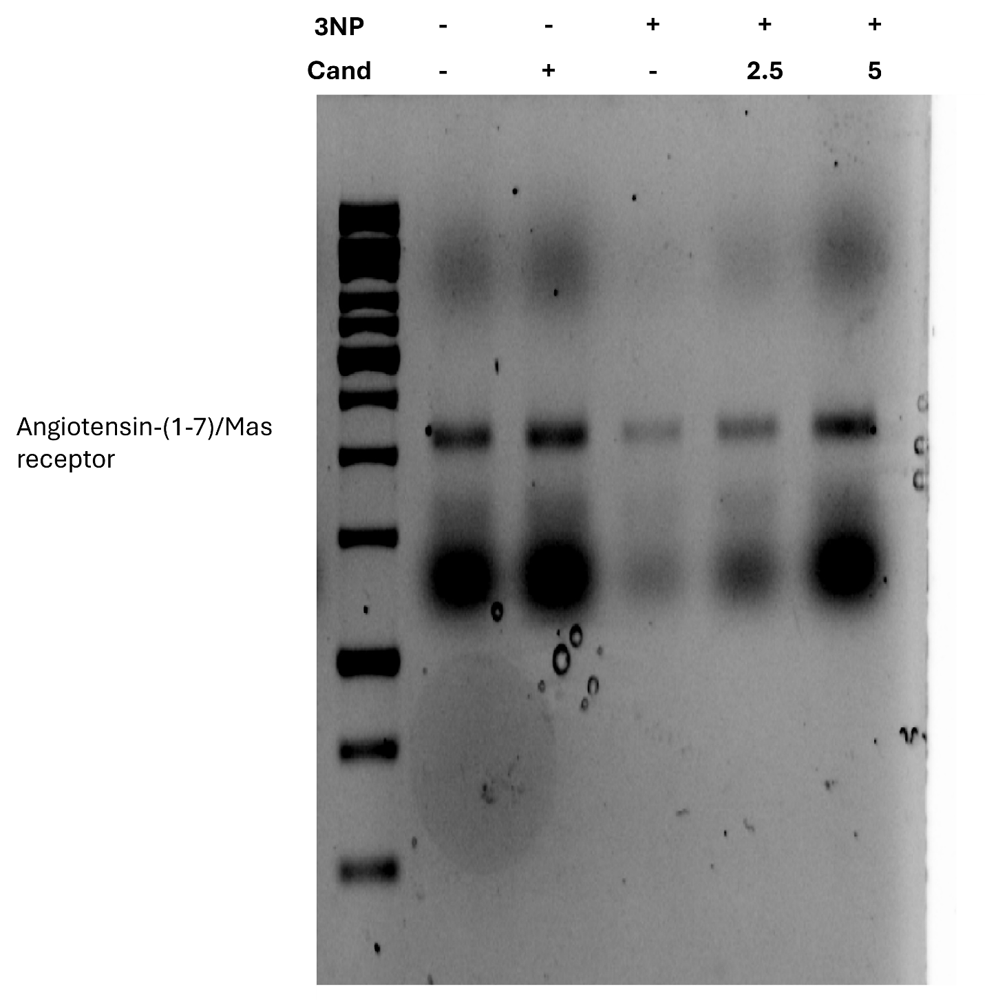 3NP - - + + +
Cand - + - 2.5 5
Angiotensin-(1-7)/Mas
receptor